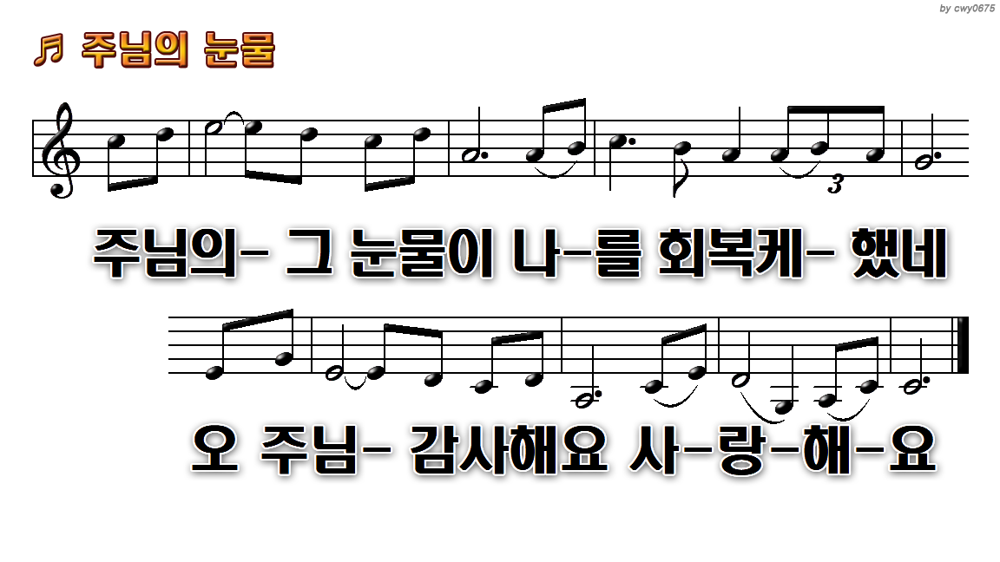 by cwy0675
♬ 주님의 눈물
3
주님의- 그 눈물이 나-를 회복케- 했네
오 주님- 감사해요 사-랑-해-요